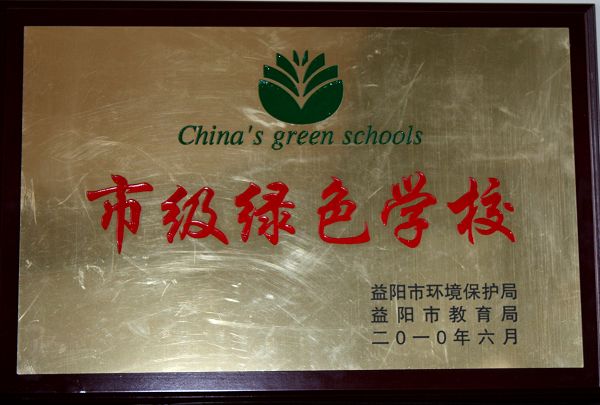 China's green schools
市级绿色学校
益阳市环境保护局
益阳市教育局
二〇一〇年六月